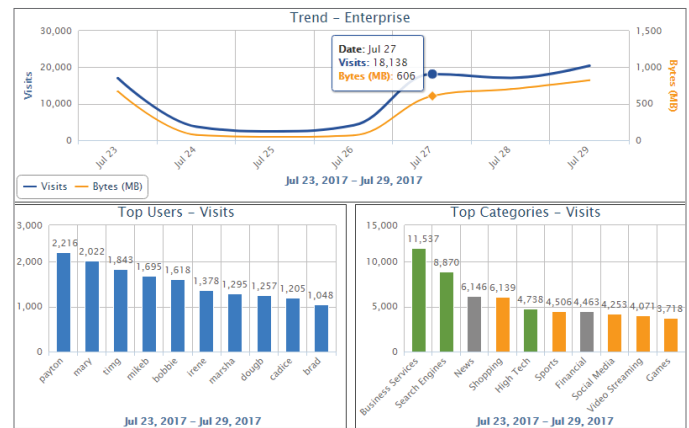 Trend - Enterprise
30,000
20,000
10,000
0
Visits
1,500
1,000
500
0
Bytes (MB)
Date: Jul 27
Visits: 18,138
Bytes (MB): 606
Jul 23
Jul 24
Jul 25
Jul 26
Jul 27
Jul 28
Jul 29
Jul 23, 2017 - Jul 29, 2017
Visits
Bytes (MB)
Top Users - Visits
3,000
2,000
1,000
0
2,216
2,022
1,843
1,695
1,618
1,378
1,295
1,257
1,205
1,048
payton
mary
timg
mikeb
bobbie
irene
marsha
dougb
cadice
brad
Jul 23, 2017 - Jul 29, 2017
Top Categories - Visits
15,000
10,000
5,000
0
11,537
8,870
6,146
6,139
4,738
4,506
4,463
4,253
4,071
3,718
Business Services
Search Engines
News
Shopping
High Tech
Sports
Financial
Social Media
Video Streaming
Games
Jul 23, 2017 - Jul 29, 2017